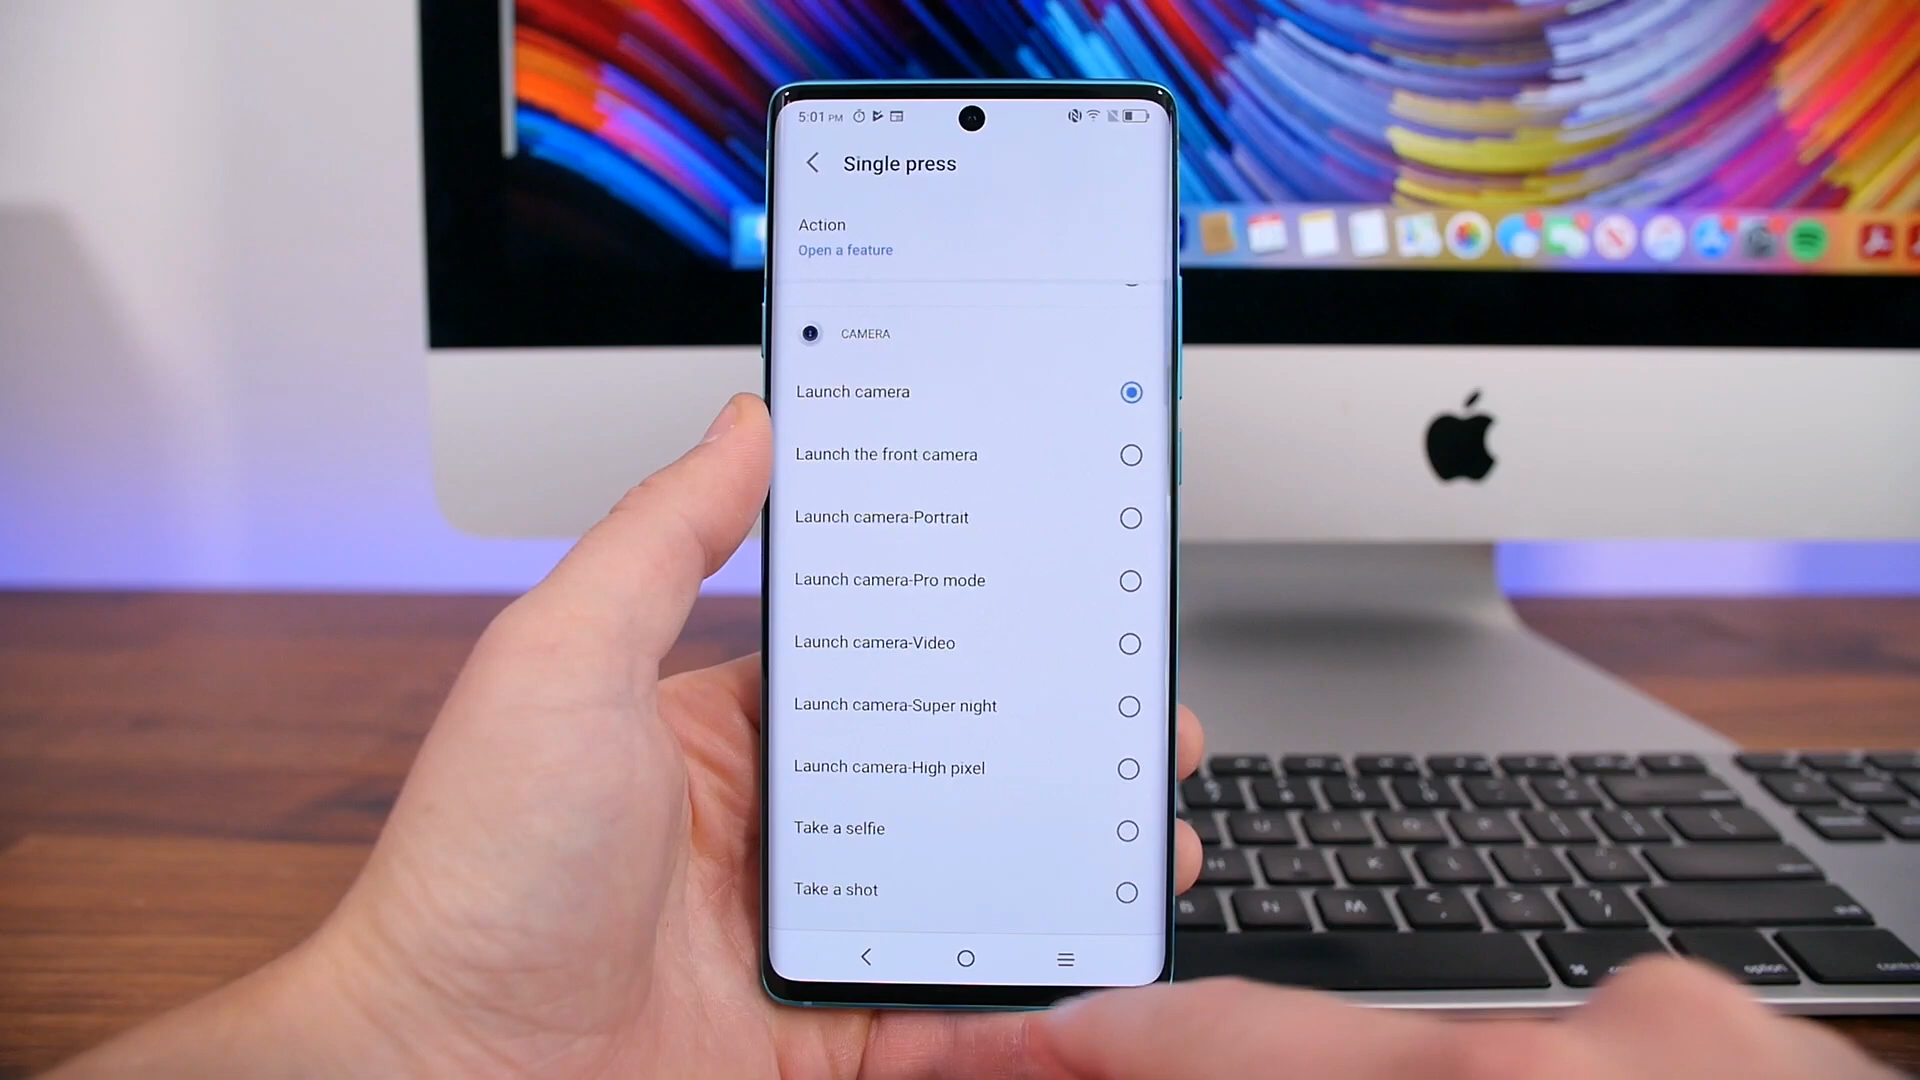 5:01 PM
Single press
Action
Open a feature
CAMERA
Launch camera
Launch the front camera
Launch camera-Portrait
Launch camera-Pro mode
Launch camera-Video
Launch camera-Super night
Launch camera-High pixel
Take a selfie
Take a shot
option